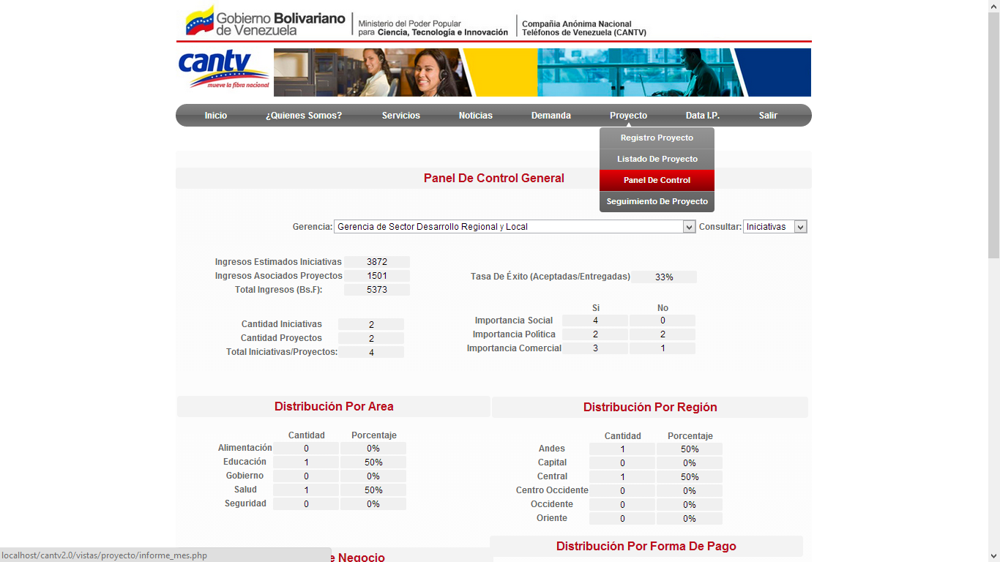 Gobierno Bolivariano
de Venezuela
Ministerio del Poder Popular
para Ciencia, Tecnología e Innovación
Compañía Anónima Nacional
Teléfonos de Venezuela (CANTV)
cantv
mueve la fibra nacional
Inicio ¿Quienes Somos? Servicios Noticias Demanda Proyecto Data I.P. Salir
Registro Proyecto
Listado De Proyecto
Panel De Control
Seguimiento De Proyecto
Panel De Control General
Gerencia: Gerencia de Sector Desarrollo Regional y Local Consultar: Iniciativas
Ingresos Estimados Iniciativas 3872
Ingresos Asociados Proyectos 1501
Total Ingresos (Bs.F): 5373
Tasa De Éxito (Aceptadas/Entregadas) 33%
Cantidad Iniciativas 2
Cantidad Proyectos 2
Total Iniciativas/Proyectos: 4
Si No
Importancia Social 4 0
Importancia Política 2 2
Importancia Comercial 3 1
Distribución Por Area
Cantidad Porcentaje
Alimentación 0 0%
Educación 1 50%
Gobierno 0 0%
Salud 1 50%
Seguridad 0 0%
Distribución Por Región
Cantidad Porcentaje
Andes 1 50%
Capital 0 0%
Central 1 50%
Centro Occidente 0 0%
Occidente 0 0%
Oriente 0 0%
Distribución Por Forma De Pago
e Negocio
localhost/cantv2.0/vistas/proyecto/informe_mes.php